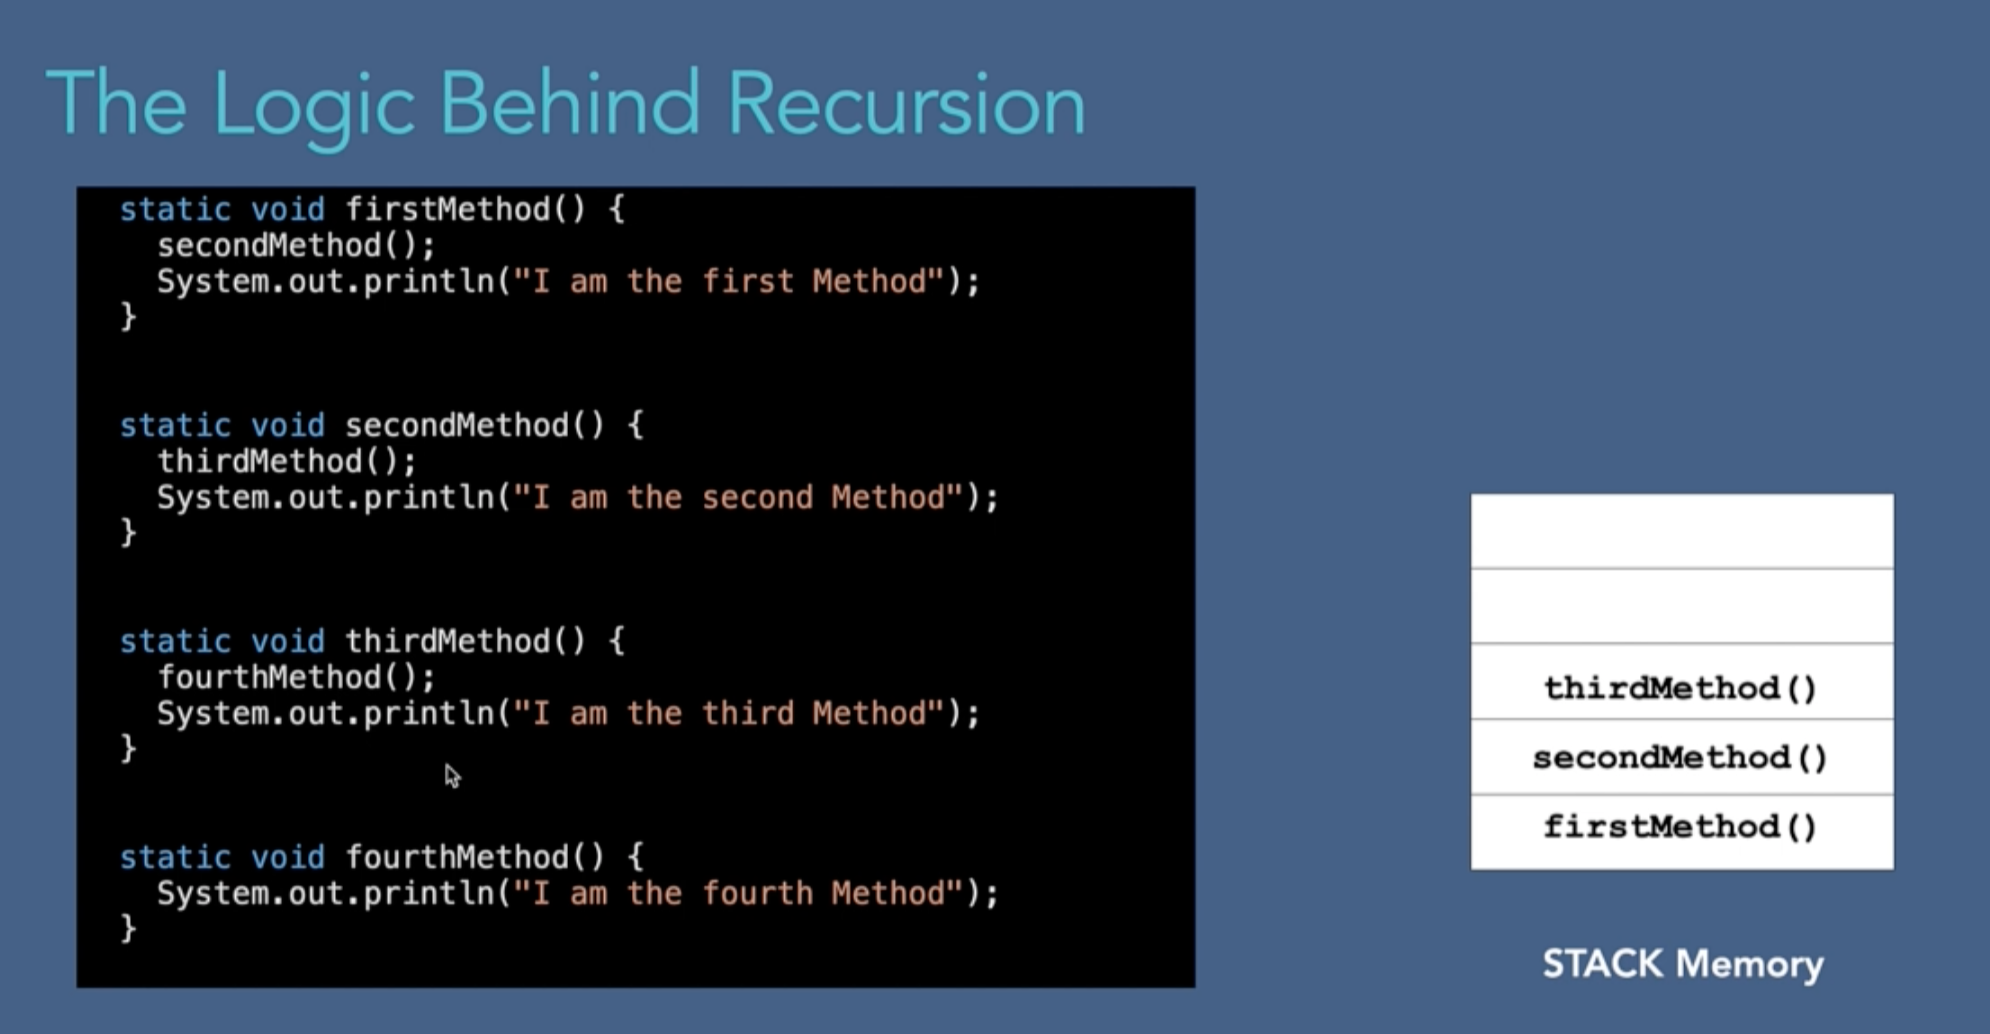 The Logic Behind Recursion
static void firstMethod() {
secondMethod();
System.out.println("I am the first Method");
}
static void secondMethod() {
thirdMethod();
System.out.println("I am the second Method");
}
static void thirdMethod() {
fourthMethod();
System.out.println("I am the third Method");
}
static void fourthMethod() {
System.out.println("I am the fourth Method");
}
thirdMethod()
secondMethod()
firstMethod()
STACK Memory